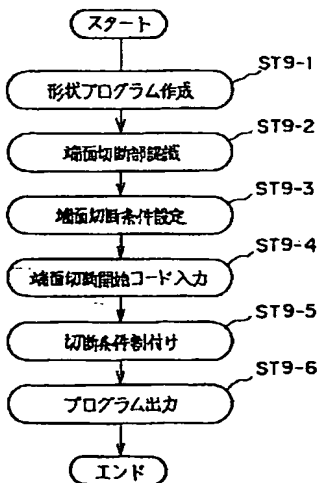 スタート
ST9-1
形状プログラム作成
ST9-2
端面切断部認識
ST9-3
端面切断条件設定
ST9-4
端面切断開始コード入力
ST9-5
切断条件割付け
ST9-6
プログラム出力
エンド